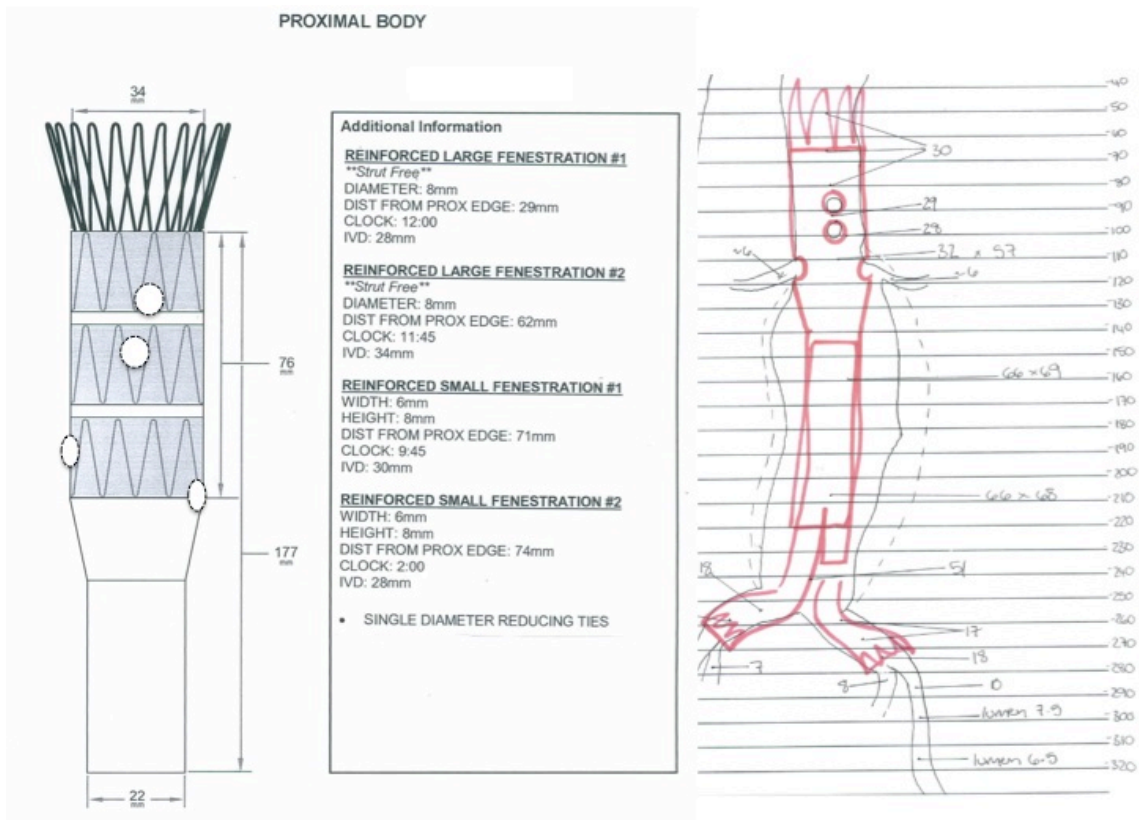 PROXIMAL BODY
34
mm
76
mm
177
mm
22
mm
Additional Information
REINFORCED LARGE FENESTRATION #1
**Strut Free**
DIAMETER: 8mm
DIST FROM PROX EDGE: 29mm
CLOCK: 12:00
IVD: 28mm
REINFORCED LARGE FENESTRATION #2
**Strut Free**
DIAMETER: 8mm
DIST FROM PROX EDGE: 62mm
CLOCK: 11:45
IVD: 34mm
REINFORCED SMALL FENESTRATION #1
WIDTH: 6mm
HEIGHT: 8mm
DIST FROM PROX EDGE: 71mm
CLOCK: 9:45
IVD: 30mm
REINFORCED SMALL FENESTRATION #2
WIDTH: 6mm
HEIGHT: 8mm
DIST FROM PROX EDGE: 74mm
CLOCK: 2:00
IVD: 28mm
• SINGLE DIAMETER REDUCING TIES
-40
-50
-60
-70
30
-80
-90
29
-100
28
-110
32 x 57
~6
~6
-120
-130
-140
-150
-160
66 x 69
-170
-180
-190
-200
-210
66 x 68
-220
-230
-240
51
18
-250
-260
17
-270
18
7
-280
8
-290
-300
lumen 7.5
-310
lumen 6.5
-320